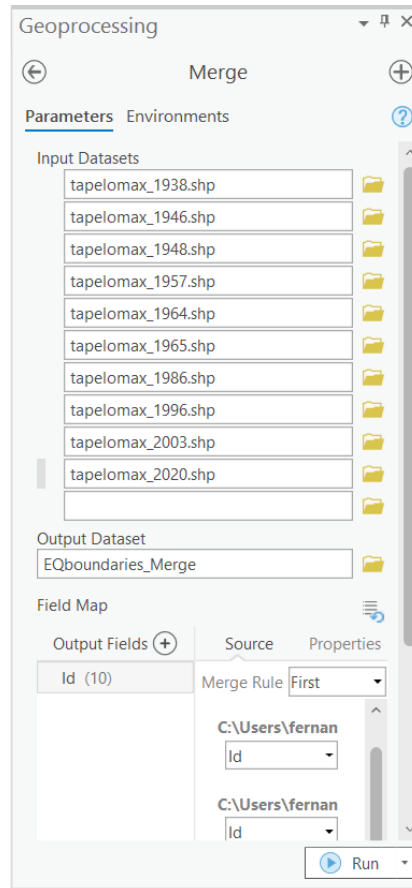 Geoprocessing
Merge
Parameters Environments
Input Datasets
tapelomax_1938.shp
tapelomax_1946.shp
tapelomax_1948.shp
tapelomax_1957.shp
tapelomax_1964.shp
tapelomax_1965.shp
tapelomax_1986.shp
tapelomax_1996.shp
tapelomax_2003.shp
tapelomax_2020.shp
Output Dataset
EQboundaries_Merge
Field Map
Output Fields Source Properties
Id (10) Merge Rule First
C:\Users\fernan
Id
C:\Users\fernan
Id
Run